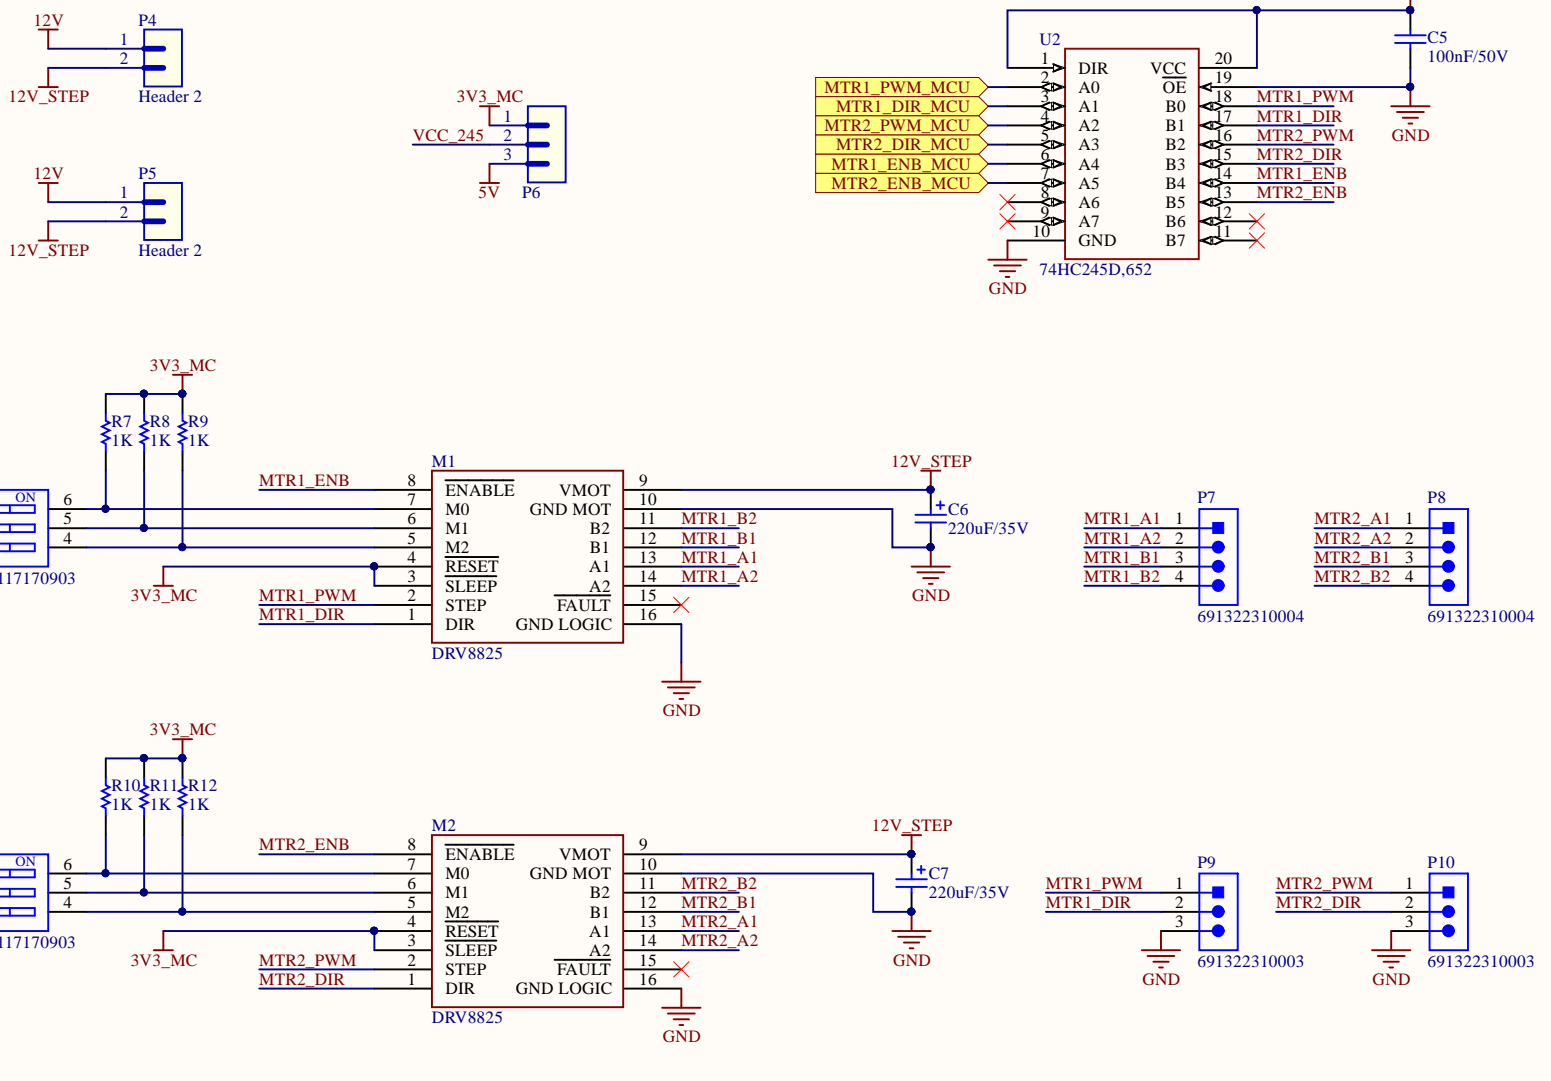 12V
P4
1
2
12V_STEP
Header 2
12V
P5
1
2
12V_STEP
Header 2
3V3_MC
VCC_245
1
2
3
5V
P6
U2
MTR1_PWM_MCU
MTR1_DIR_MCU
MTR2_PWM_MCU
MTR2_DIR_MCU
MTR1_ENB_MCU
MTR2_ENB_MCU
1 DIR VCC 20
2 A0 OE 19
3 A1 B0 18 MTR1_PWM
4 A2 B1 17 MTR1_DIR
5 A3 B2 16 MTR2_PWM
6 A4 B3 15 MTR2_DIR
7 A5 B4 14 MTR1_ENB
8 A6 B5 13 MTR2_ENB
9 A7 B6 12
10 GND B7 11
74HC245D,652
GND
C5
100nF/50V
GND
3V3_MC
R7 R8 R9
1K 1K 1K
ON
6
5
4
117170903
3V3_MC
M1
MTR1_ENB 8 ENABLE VMOT 9
7 M0 GND MOT 10
6 M1 B2 11 MTR1_B2
5 M2 B1 12 MTR1_B1
4 RESET A1 13 MTR1_A1
3 SLEEP A2 14 MTR1_A2
MTR1_PWM 2 STEP FAULT 15
MTR1_DIR 1 DIR GND LOGIC 16
DRV8825
GND
12V_STEP
C6
220uF/35V
GND
P7
MTR1_A1 1
MTR1_A2 2
MTR1_B1 3
MTR1_B2 4
691322310004
P8
MTR2_A1 1
MTR2_A2 2
MTR2_B1 3
MTR2_B2 4
691322310004
3V3_MC
R10 R11 R12
1K 1K 1K
ON
6
5
4
117170903
3V3_MC
M2
MTR2_ENB 8 ENABLE VMOT 9
7 M0 GND MOT 10
6 M1 B2 11 MTR2_B2
5 M2 B1 12 MTR2_B1
4 RESET A1 13 MTR2_A1
3 SLEEP A2 14 MTR2_A2
MTR2_PWM 2 STEP FAULT 15
MTR2_DIR 1 DIR GND LOGIC 16
DRV8825
GND
12V_STEP
C7
220uF/35V
GND
P9
MTR1_PWM 1
MTR1_DIR 2
3
691322310003
GND
P10
MTR2_PWM 1
MTR2_DIR 2
3
691322310003
GND